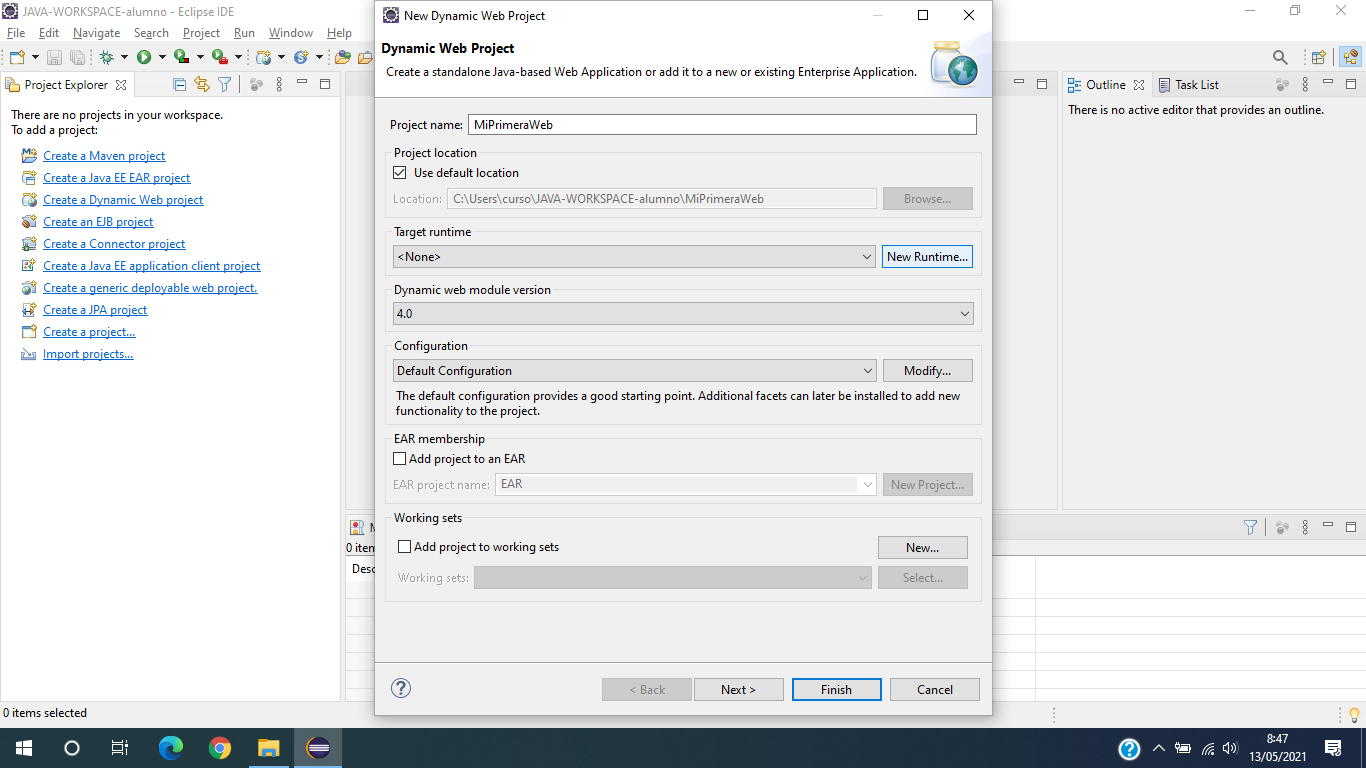 JAVA-WORKSPACE-alumno - Eclipse IDE
File Edit Navigate Search Project Run Window Help
Project Explorer
There are no projects in your workspace.
To add a project:
Create a Maven project
Create a Java EE EAR project
Create a Dynamic Web project
Create an EJB project
Create a Connector project
Create a Java EE application client project
Create a generic deployable web project.
Create a JPA project
Create a project...
Import projects...
New Dynamic Web Project
Dynamic Web Project
Create a standalone Java-based Web Application or add it to a new or existing Enterprise Application.
Project name: MiPrimeraWeb
Project location
Use default location
Location: C:\Users\curso\JAVA-WORKSPACE-alumno\MiPrimeraWeb Browse...
Target runtime
<None> New Runtime...
Dynamic web module version
4.0
Configuration
Default Configuration Modify...
The default configuration provides a good starting point. Additional facets can later be installed to add new
functionality to the project.
EAR membership
Add project to an EAR
EAR project name: EAR New Project...
Working sets
Add project to working sets New...
Working sets: Select...
? < Back Next > Finish Cancel
Outline Task List
There is no active editor that provides an outline.
0 items selected
8:47
13/05/2021